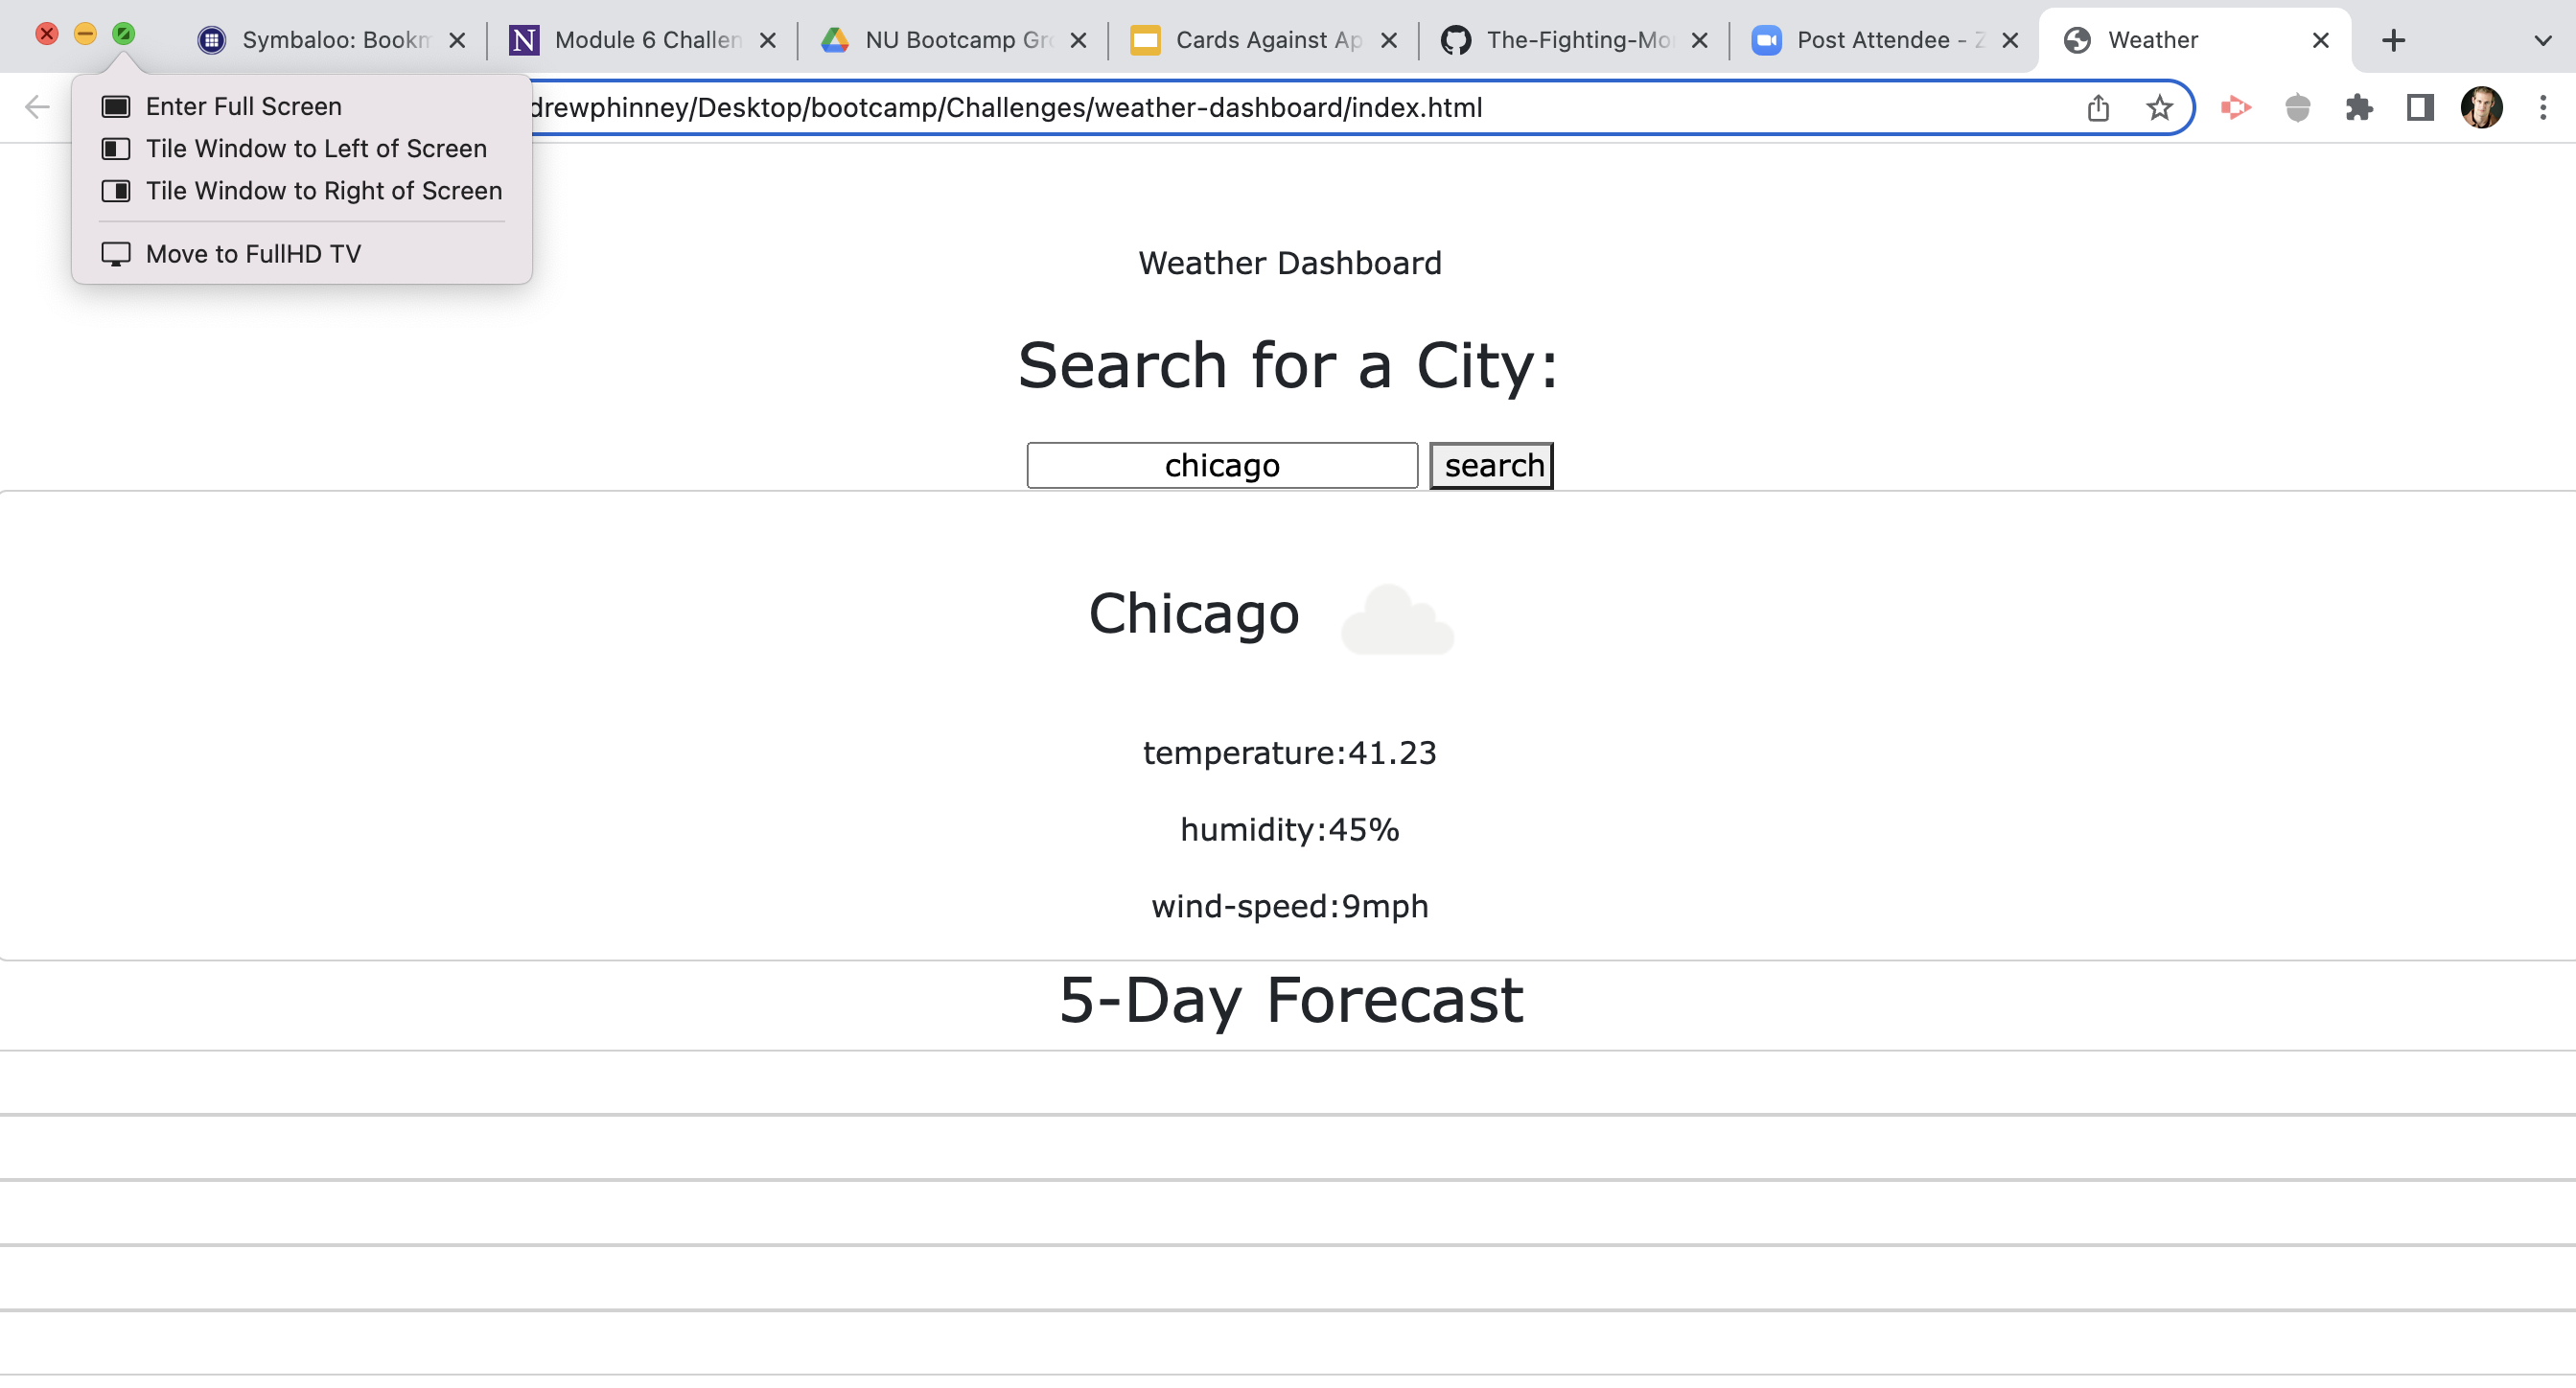 Symbaloo: Bookm
Module 6 Challen
NU Bootcamp Gro
Cards Against Ap
The-Fighting-Mo
Post Attendee - Z
Weather
drewphinney/Desktop/bootcamp/Challenges/weather-dashboard/index.html
Enter Full Screen
Tile Window to Left of Screen
Tile Window to Right of Screen
Move to FullHD TV
Weather Dashboard
Search for a City:
chicago search
Chicago
temperature:41.23
humidity:45%
wind-speed:9mph
5-Day Forecast